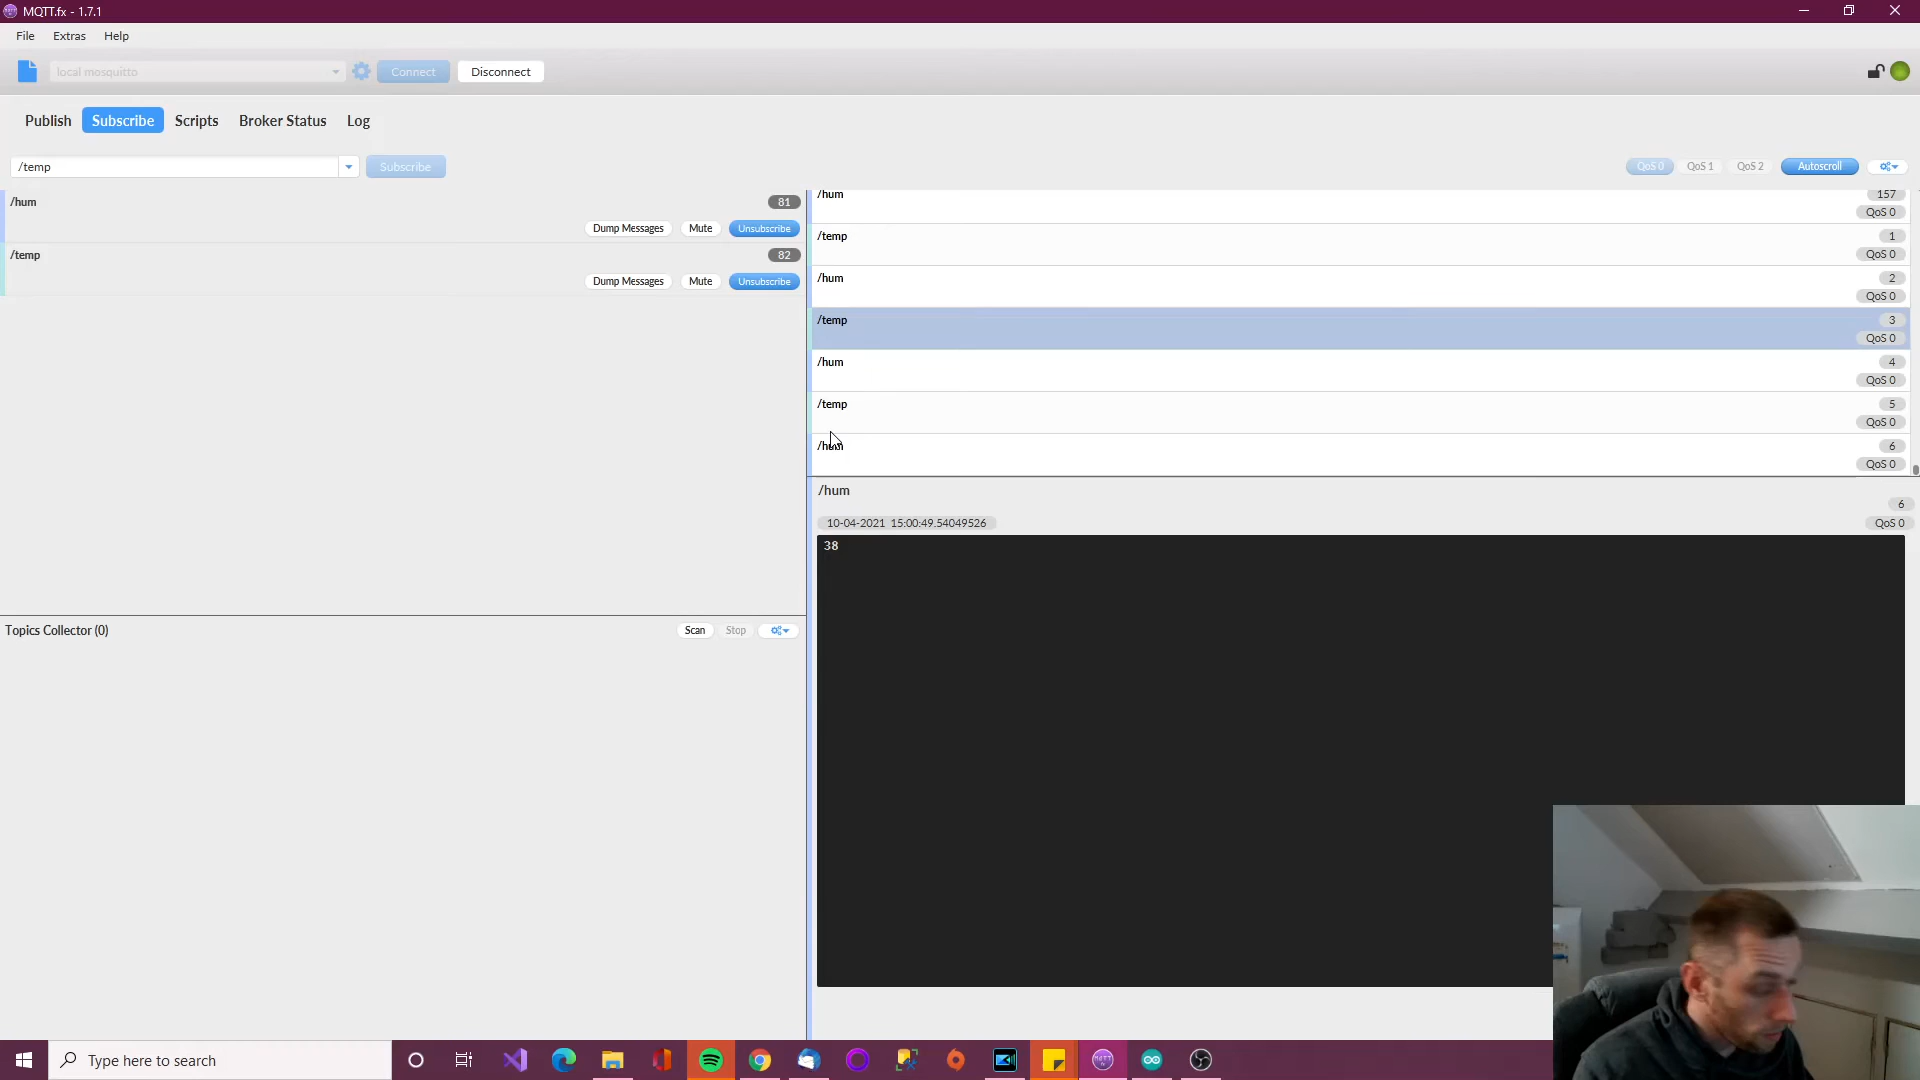 MQTT.fx - 1.7.1
File Extras Help
local mosquitto Connect Disconnect
Publish Subscribe Scripts Broker Status Log
/temp Subscribe QoS 0 QoS 1 QoS 2 Autoscroll
/hum 81
Dump Messages Mute Unsubscribe
/temp 82
Dump Messages Mute Unsubscribe
Topics Collector (0) Scan Stop
/hum 157
QoS 0
/temp 1
QoS 0
/hum 2
QoS 0
/temp 3
QoS 0
/hum 4
QoS 0
/temp 5
QoS 0
/hum 6
QoS 0
/hum
6
10-04-2021 15:00:49.54049526 QoS 0
38
Type here to search